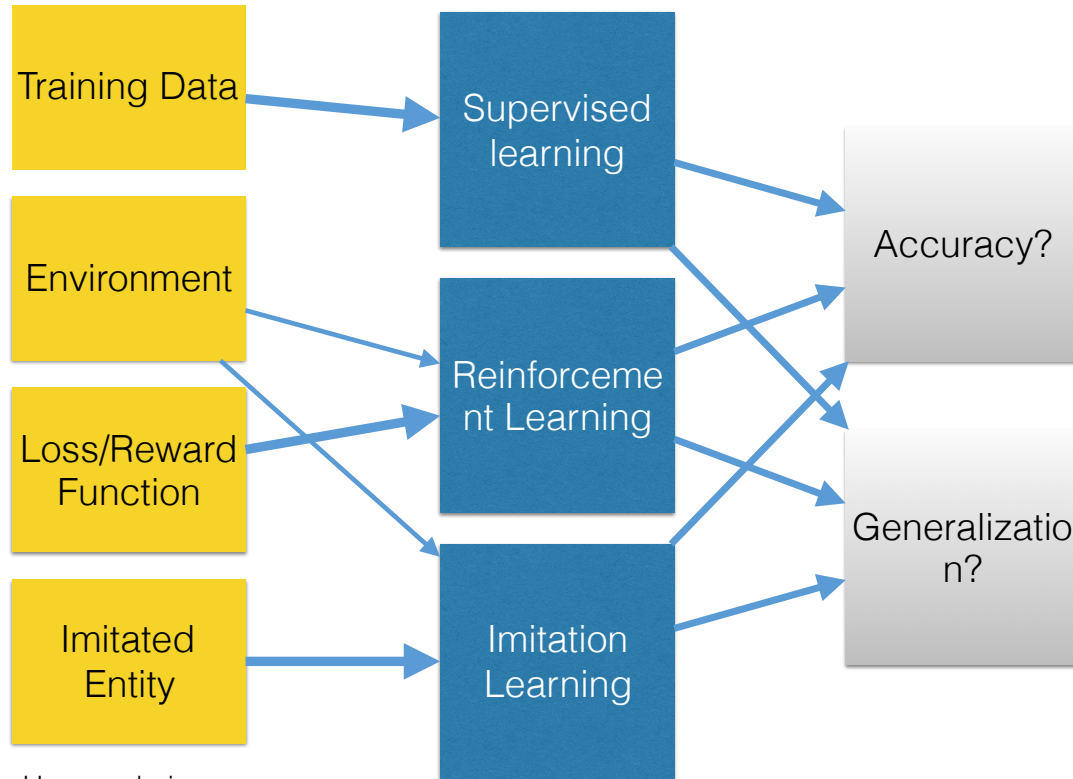 Training Data
Environment
Loss/Reward
Function
Imitated
Entity
Supervised
learning
Reinforceme
nt Learning
Imitation
Learning
Accuracy?
Generalizatio
n?